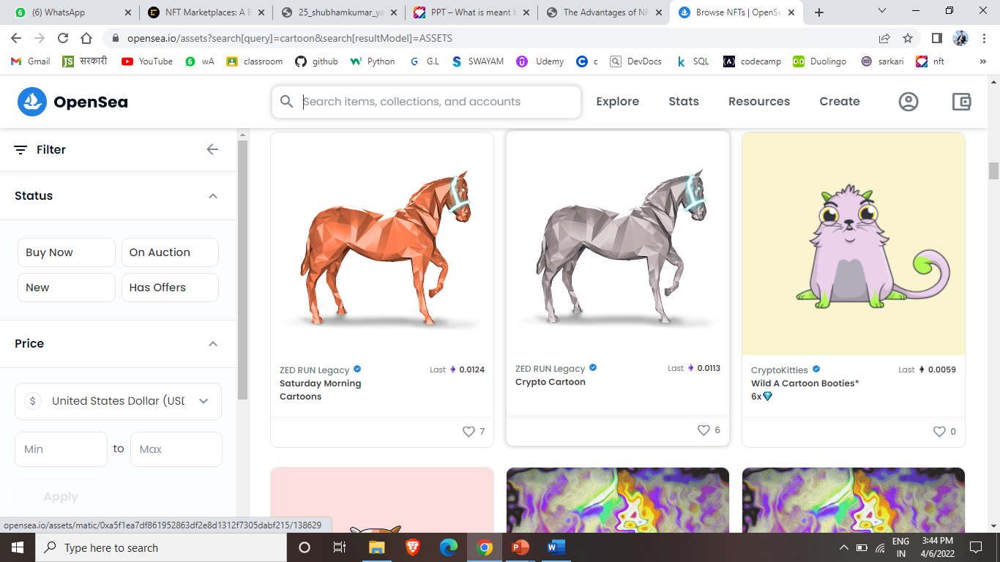 (6) WhatsApp
NFT Marketplaces: A B
25_shubhamkumar_ya
PPT – What is meant b
The Advantages of NF
Browse NFTs | OpenSe
opensea.io/assets?search[query]=cartoon&search[resultModel]=ASSETS
Gmail
JS
सरकारी
YouTube
6
wA
classroom
github
Python
G
G.L
S
SWAYAM
Udemy
C
c
DevDocs
k
SQL
codecamp
Duolingo
sarkari
nft
»
OpenSea
Search items, collections, and accounts
Explore
Stats
Resources
Create
Filter
Status
Buy Now
On Auction
New
Has Offers
Price
$
United States Dollar (USD
Min
to
Max
Apply
ZED RUN Legacy
Last 0.0124
Saturday Morning
Cartoons
7
ZED RUN Legacy
Last 0.0113
Crypto Cartoon
6
CryptoKitties
Last 0.0059
Wild A Cartoon Booties*
6x💎
0
opensea.io/assets/matic/0xa5f1ea7df861952863df2e8d1312f7305dabf215/138629
Type here to search
ENG
IN
3:44 PM
4/6/2022